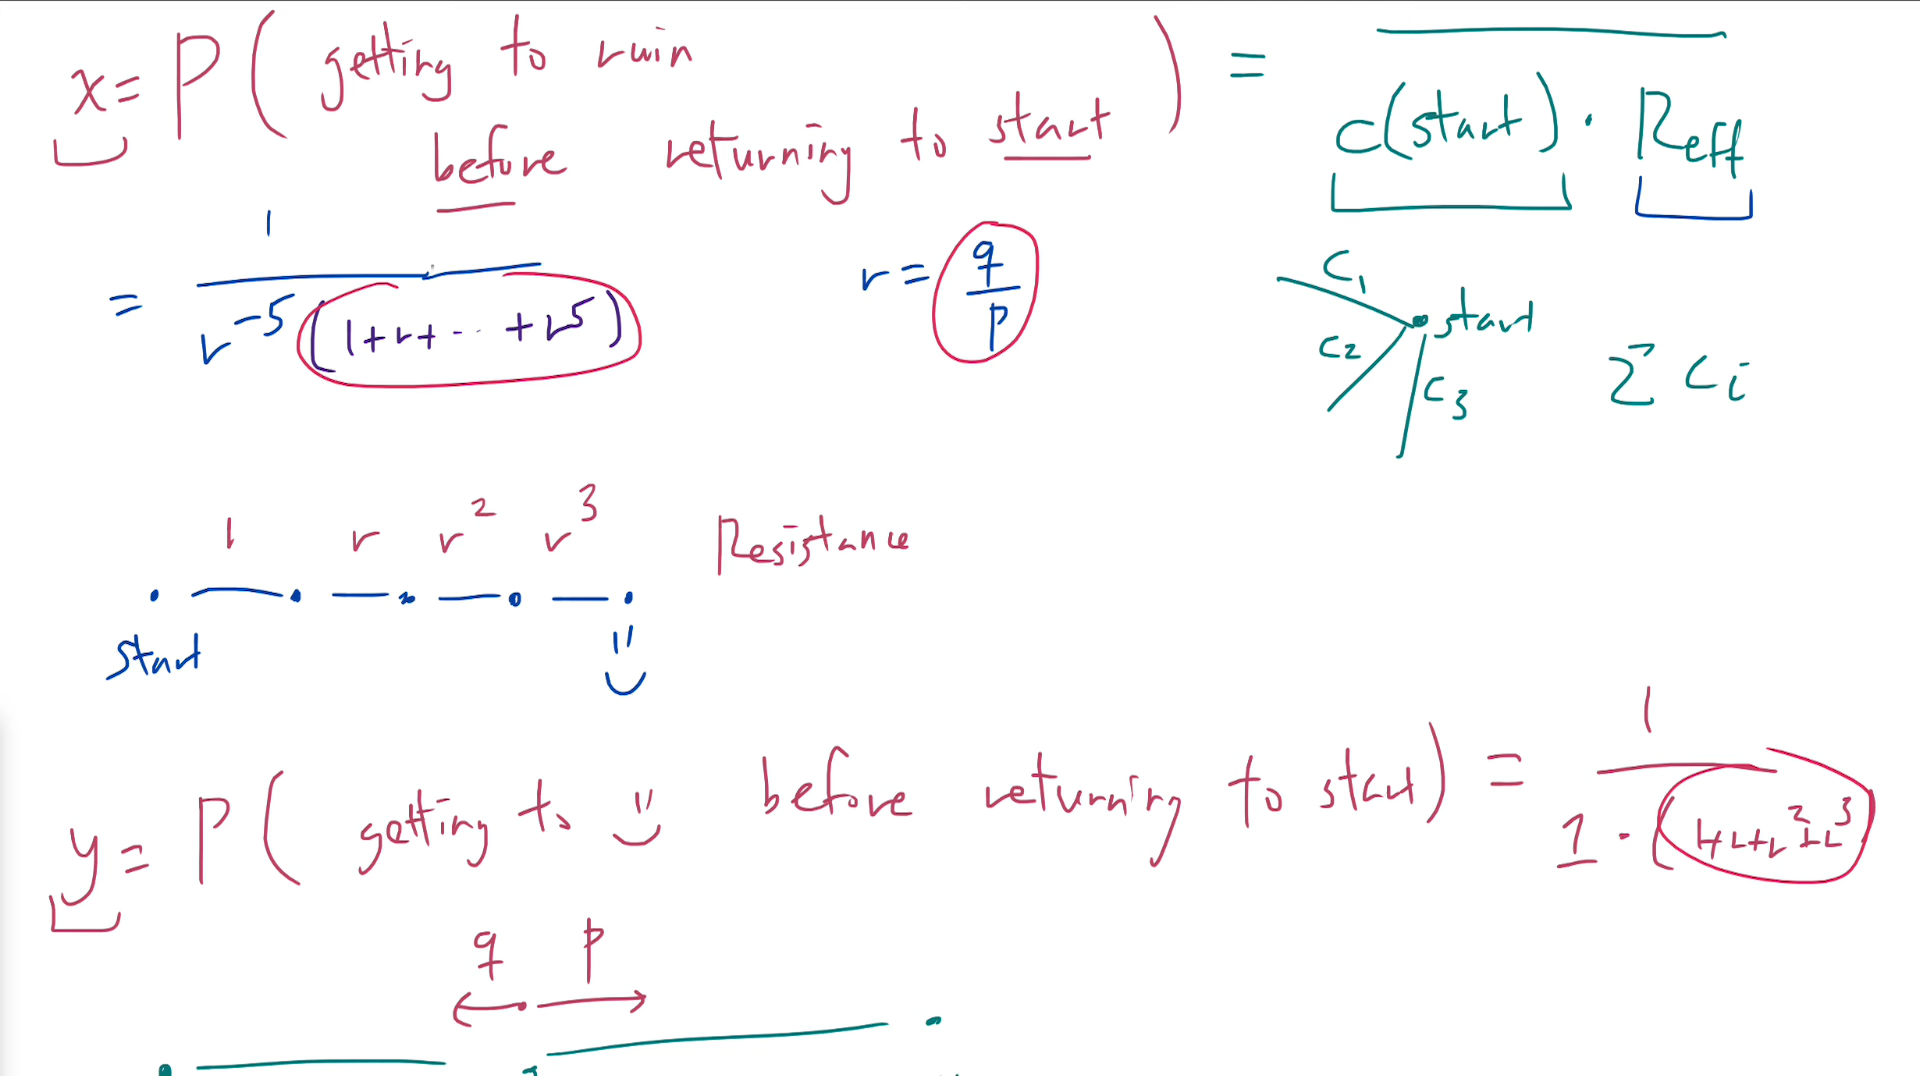 x = P ( getting to ruin
before returning to start ) = ――― / c(start) · Reff
= 1 / r^-5 (1+r+ ··· +r^5)
r = q/p
c1
start
c2
c3
Σ ci
1 r r^2 r^3 Resistance
start
y = P ( getting to ü before returning to start) = 1 / 1 · (1+r+r^2+r^3
q p